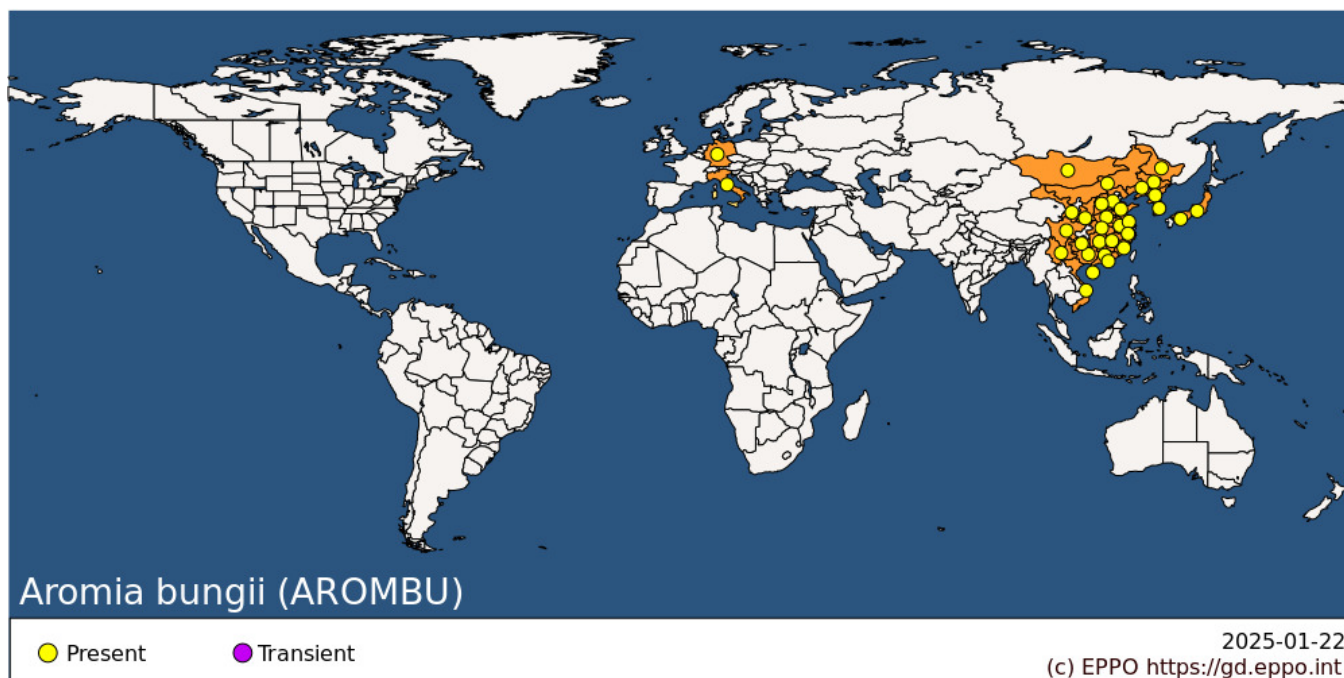 Aromia bungii (AROMBU)
Present
Transient
2025-01-22
(c) EPPO https://gd.eppo.int